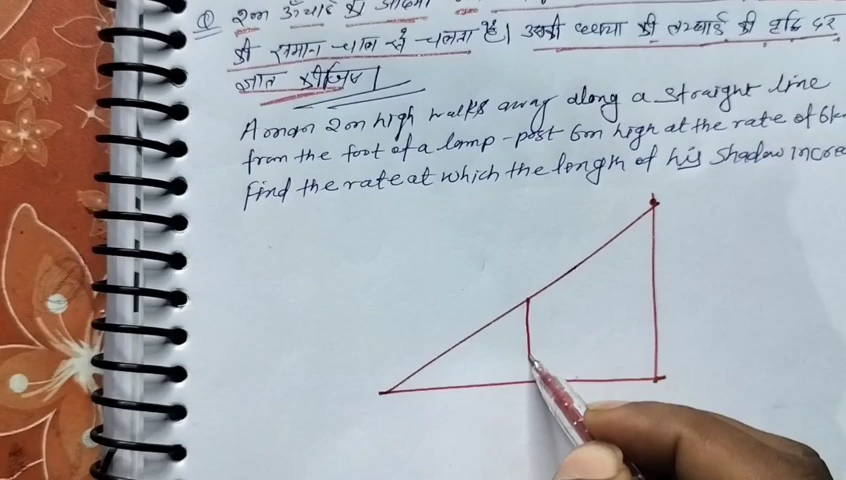 Q 2m ऊँचाई का आदमी
की समान चाल से चलता है। उसकी छाया की लम्बाई की वृद्धि दर
ज्ञात कीजिए।
A man 2m high walks away along a straight line
from the foot of a lamp-post 6m high at the rate of 6k
Find the rate at which the length of his shadow increa